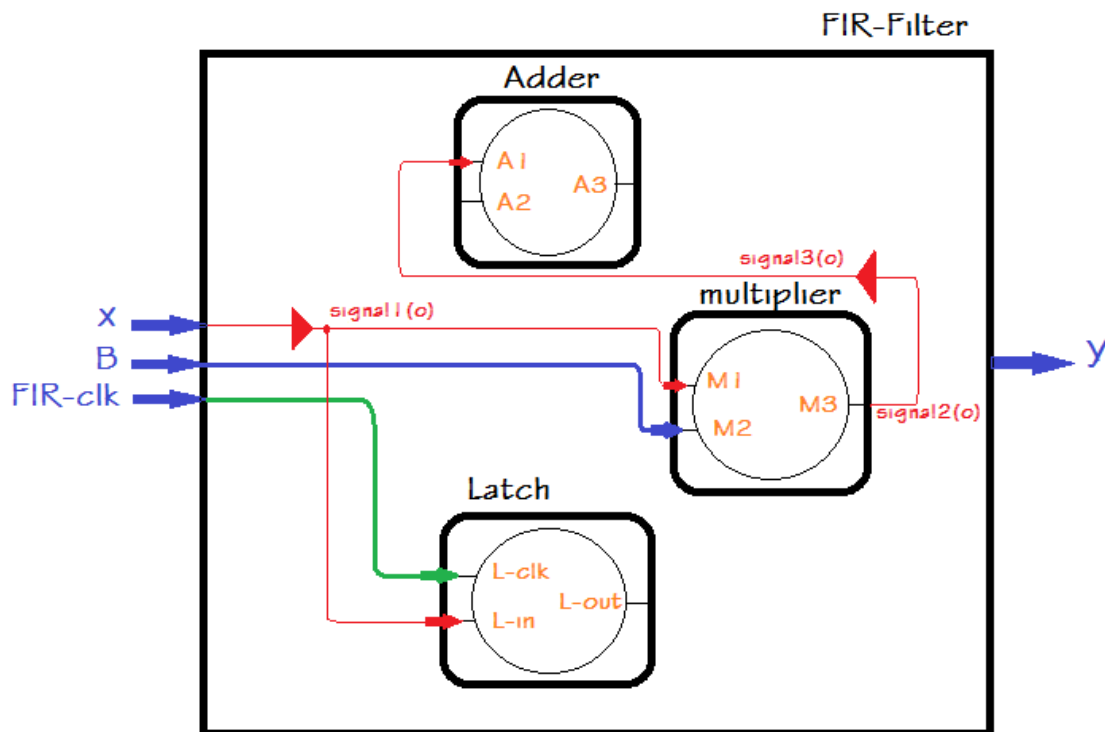 FIR-Filter
Adder
A1
A2
A3
signal3(0)
multiplier
x
signal1(0)
B
y
FIR-clk
M1
M2
M3
signal2(0)
Latch
L-clk
L-in
L-out